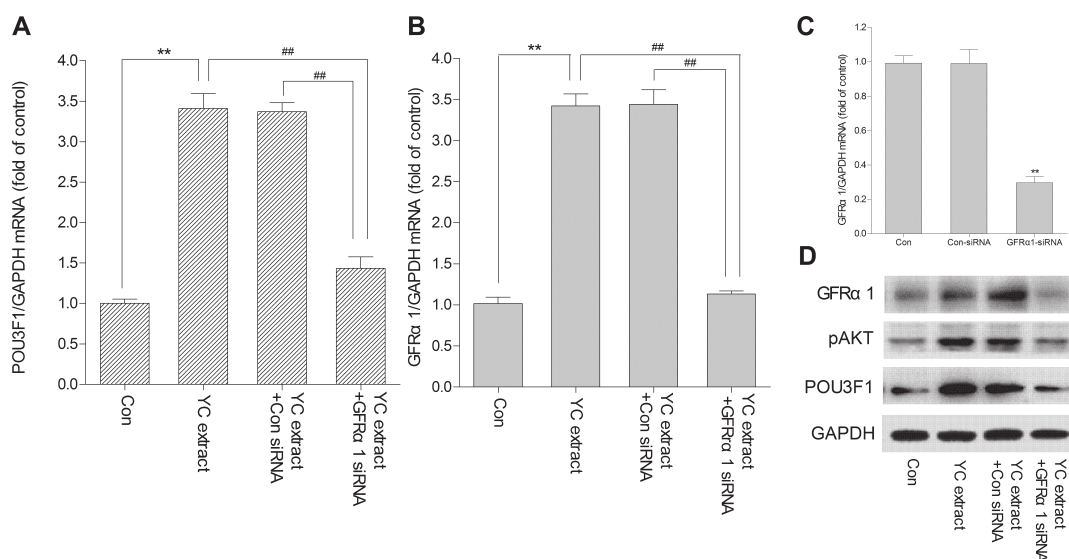 A
POU3F1/GAPDH mRNA (fold of control)
4.0
3.5
3.0
2.5
2.0
1.5
1.0
0.5
0.0
**
##
##
Con
YC extract
YC extract
+Con siRNA
YC extract
+GFRα 1 siRNA
B
GFRα 1/GAPDH mRNA (fold of control)
4.0
3.5
3.0
2.5
2.0
1.5
1.0
0.5
0.0
**
##
##
Con
YC extract
YC extract
+Con siRNA
YC extract
+GFRrα 1 siRNA
C
GFRα 1/GAPDH mRNA (fold of control)
1.2
1.0
0.8
0.6
0.4
0.2
0.0
**
Con
Con-siRNA
GFRα1-siRNA
D
GFRα 1
pAKT
POU3F1
GAPDH
Con
YC extract
YC extract
+Con siRNA
YC extract
+GFRα 1 siRNA